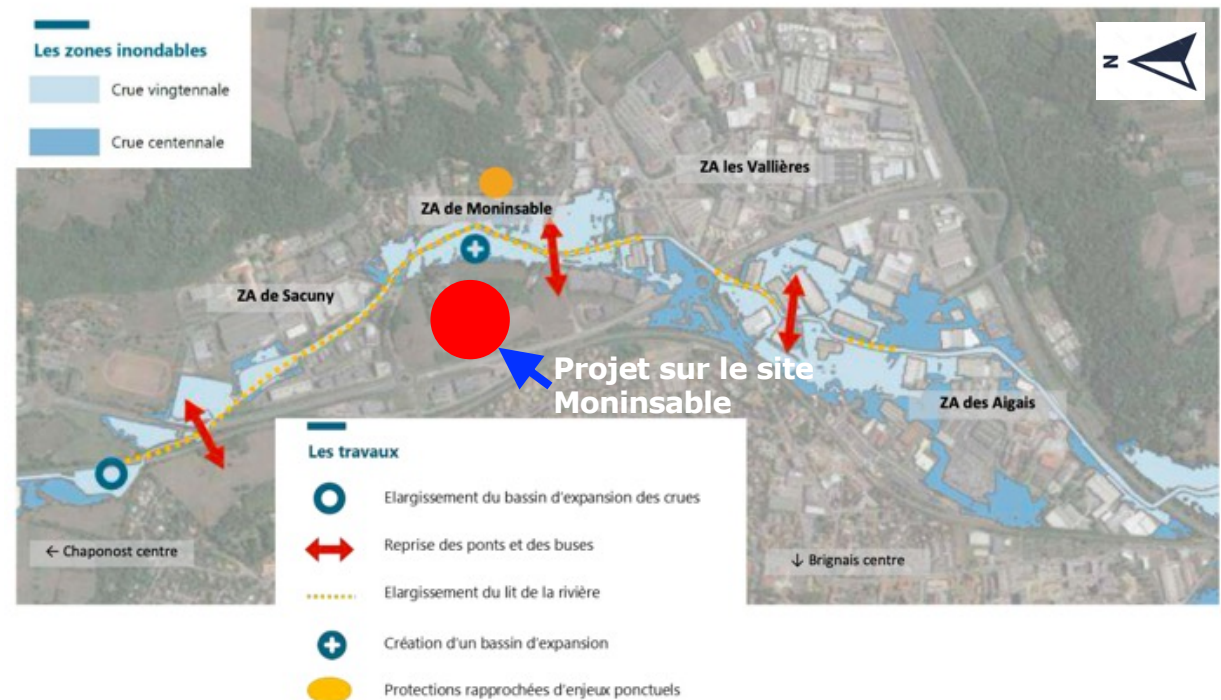 Les zones inondables
Crue vingtennale
Crue centennale
N
ZA les Vallières
ZA de Moninsable
ZA de Sacuny
Projet sur le site
Moninsable
ZA des Aigais
← Chaponost centre
↓ Brignais centre
Les travaux
Elargissement du bassin d'expansion des crues
Reprise des ponts et des buses
Elargissement du lit de la rivière
Création d'un bassin d'expansion
Protections rapprochées d'enjeux ponctuels